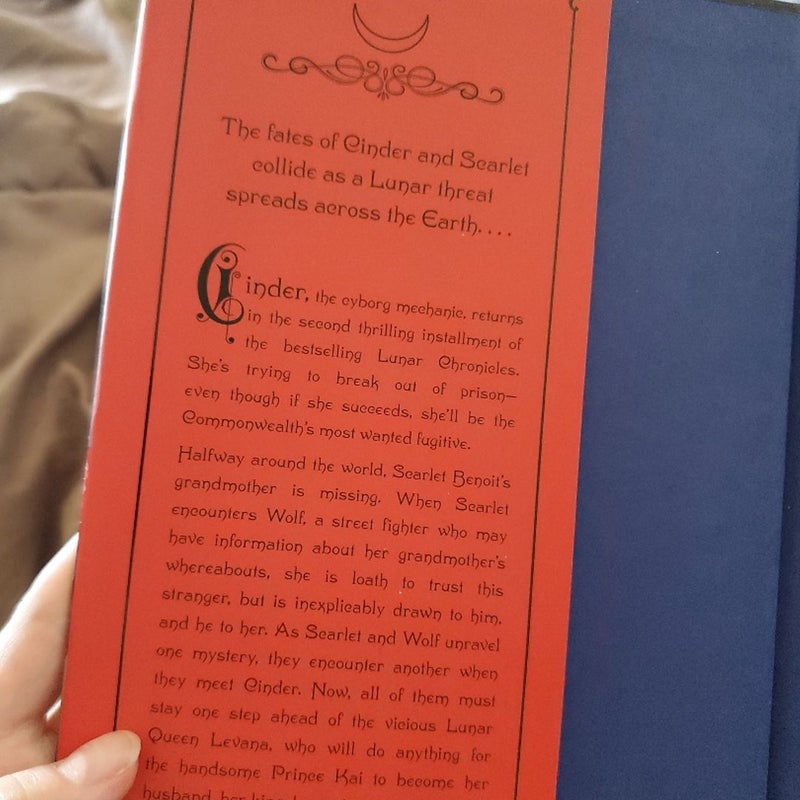 The fates of Cinder and Scarlet
collide as a Lunar threat
spreads across the Earth....
Cinder, the cyborg mechanic, returns
in the second thrilling installment of
the bestselling Lunar Chronicles.
She's trying to break out of prison—
even though if she succeeds, she'll be the
Commonwealth's most wanted fugitive.
Halfway around the world, Scarlet Benoit's
grandmother is missing. When Scarlet
encounters Wolf, a street fighter who may
have information about her grandmother's
whereabouts, she is loath to trust this
stranger, but is inexplicably drawn to him,
and he to her. As Scarlet and Wolf unravel
one mystery, they encounter another when
they meet Cinder. Now, all of them must
stay one step ahead of the vicious Lunar
Queen Levana, who will do anything for
the handsome Prince Kai to become her
husband, her